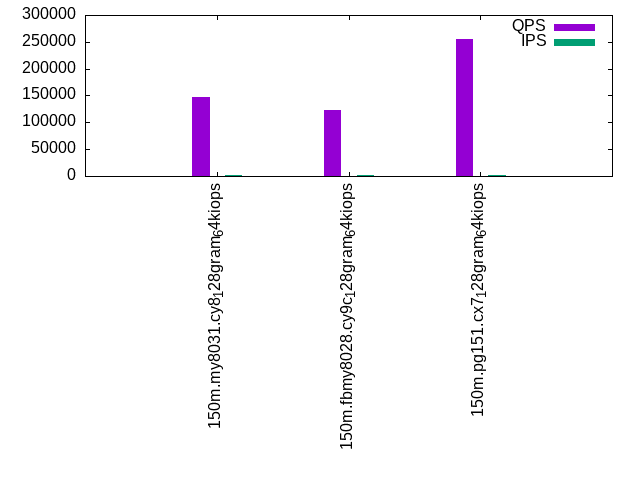 300000
250000
200000
150000
100000
50000
0
QPS
IPS
150m.my8031.cy8₁28gram₆4kiops
150m.fbmy8028.cy9c₁28gram₆4kiops
150m.pg151.cx7₁28gram₆4kiops